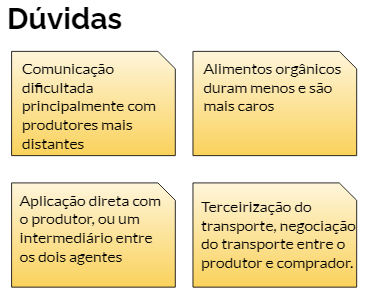 Dúvidas
Comunicação
dificultada
principalmente com
produtores mais
distantes
Alimentos orgânicos
duram menos e são
mais caros
Aplicação direta com
o produtor, ou um
intermediário entre
os dois agentes
Terceirização do
transporte, negociação
do transporte entre o
produtor e comprador.